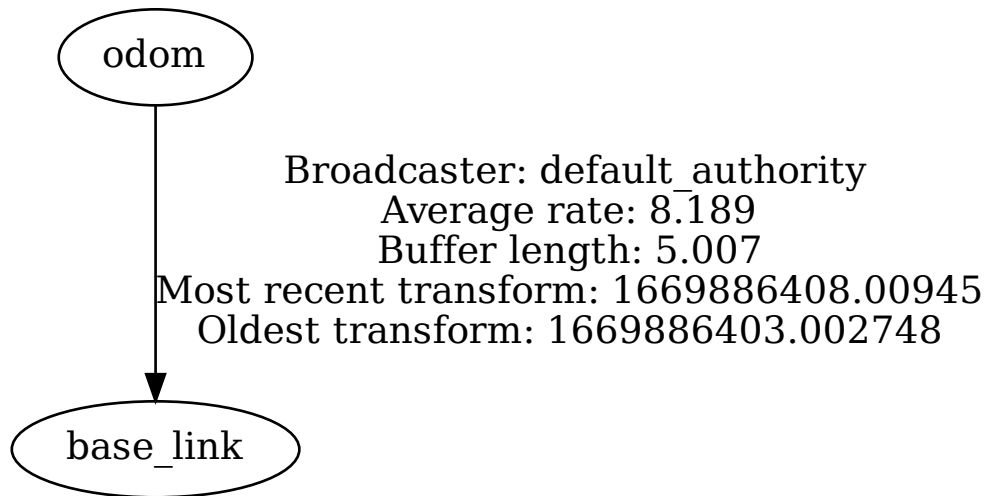 odom
Broadcaster: default_authority
Average rate: 8.189
Buffer length: 5.007
Most recent transform: 1669886408.00945
Oldest transform: 1669886403.002748
base_link